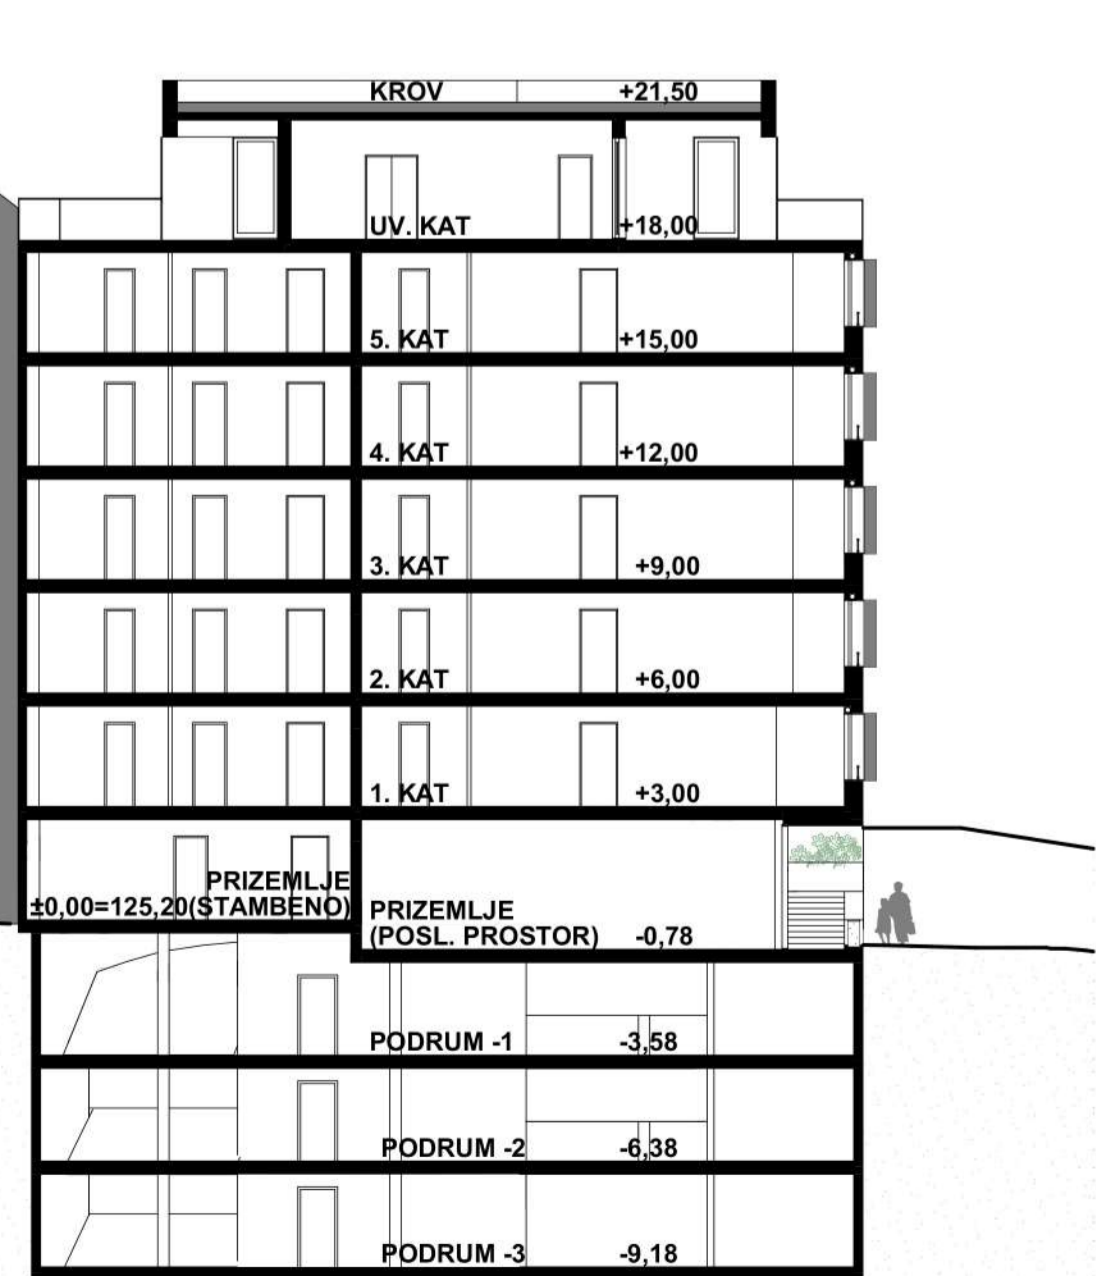 KROV +21,50
UV. KAT +18,00
5. KAT +15,00
4. KAT +12,00
3. KAT +9,00
2. KAT +6,00
1. KAT +3,00
PRIZEMLJE
±0,00=125,20(STAMBENO)
PRIZEMLJE
(POSL. PROSTOR) -0,78
PODRUM -1 -3,58
PODRUM -2 -6,38
PODRUM -3 -9,18